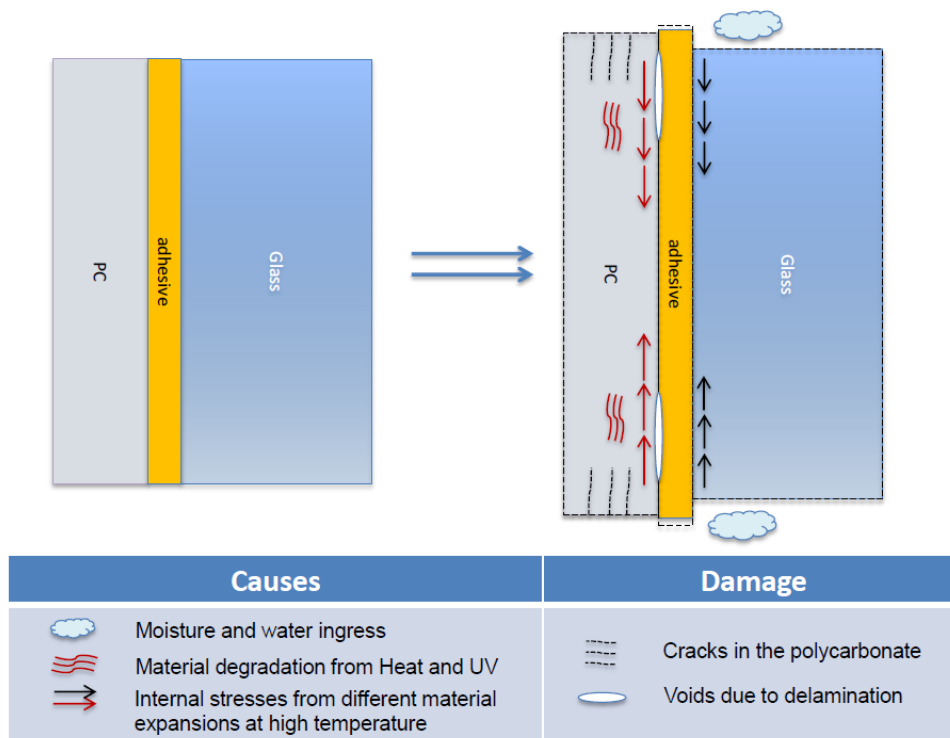 PC
adhesive
Glass
PC
adhesive
Glass
Causes
Damage
Moisture and water ingress
Material degradation from Heat and UV
Internal stresses from different material
expansions at high temperature
Cracks in the polycarbonate
Voids due to delamination